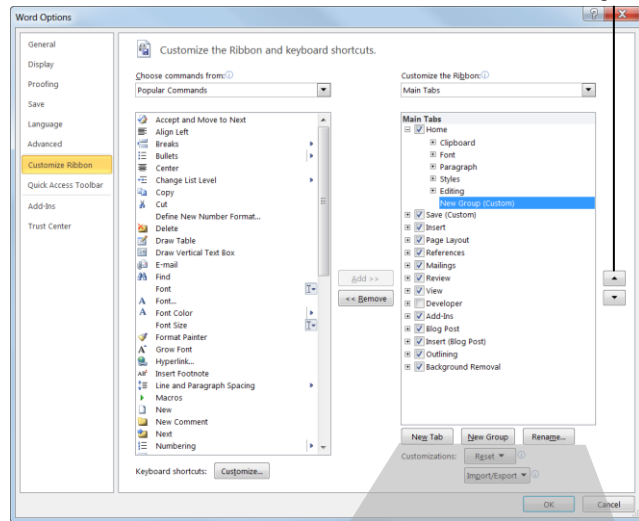 Word Options
General
Display
Proofing
Save
Language
Advanced
Customize Ribbon
Quick Access Toolbar
Add-Ins
Trust Center
Customize the Ribbon and keyboard shortcuts.
Choose commands from:
Popular Commands
Accept and Move to Next
Align Left
Breaks
Bullets
Center
Change List Level
Copy
Cut
Define New Number Format...
Delete
Draw Table
Draw Vertical Text Box
E-mail
Find
Font
Font...
Font Color
Font Size
Format Painter
Grow Font
Hyperlink...
Insert Footnote
Line and Paragraph Spacing
Macros
New
New Comment
Next
Numbering
Keyboard shortcuts: Customize...
Add >>
<< Remove
Customize the Ribbon:
Main Tabs
Main Tabs
Home
Clipboard
Font
Paragraph
Styles
Editing
New Group (Custom)
Save (Custom)
Insert
Page Layout
References
Mailings
Review
View
Developer
Add-Ins
Blog Post
Insert (Blog Post)
Outlining
Background Removal
New Tab New Group Rename...
Customizations: Reset
Import/Export
OK Cancel